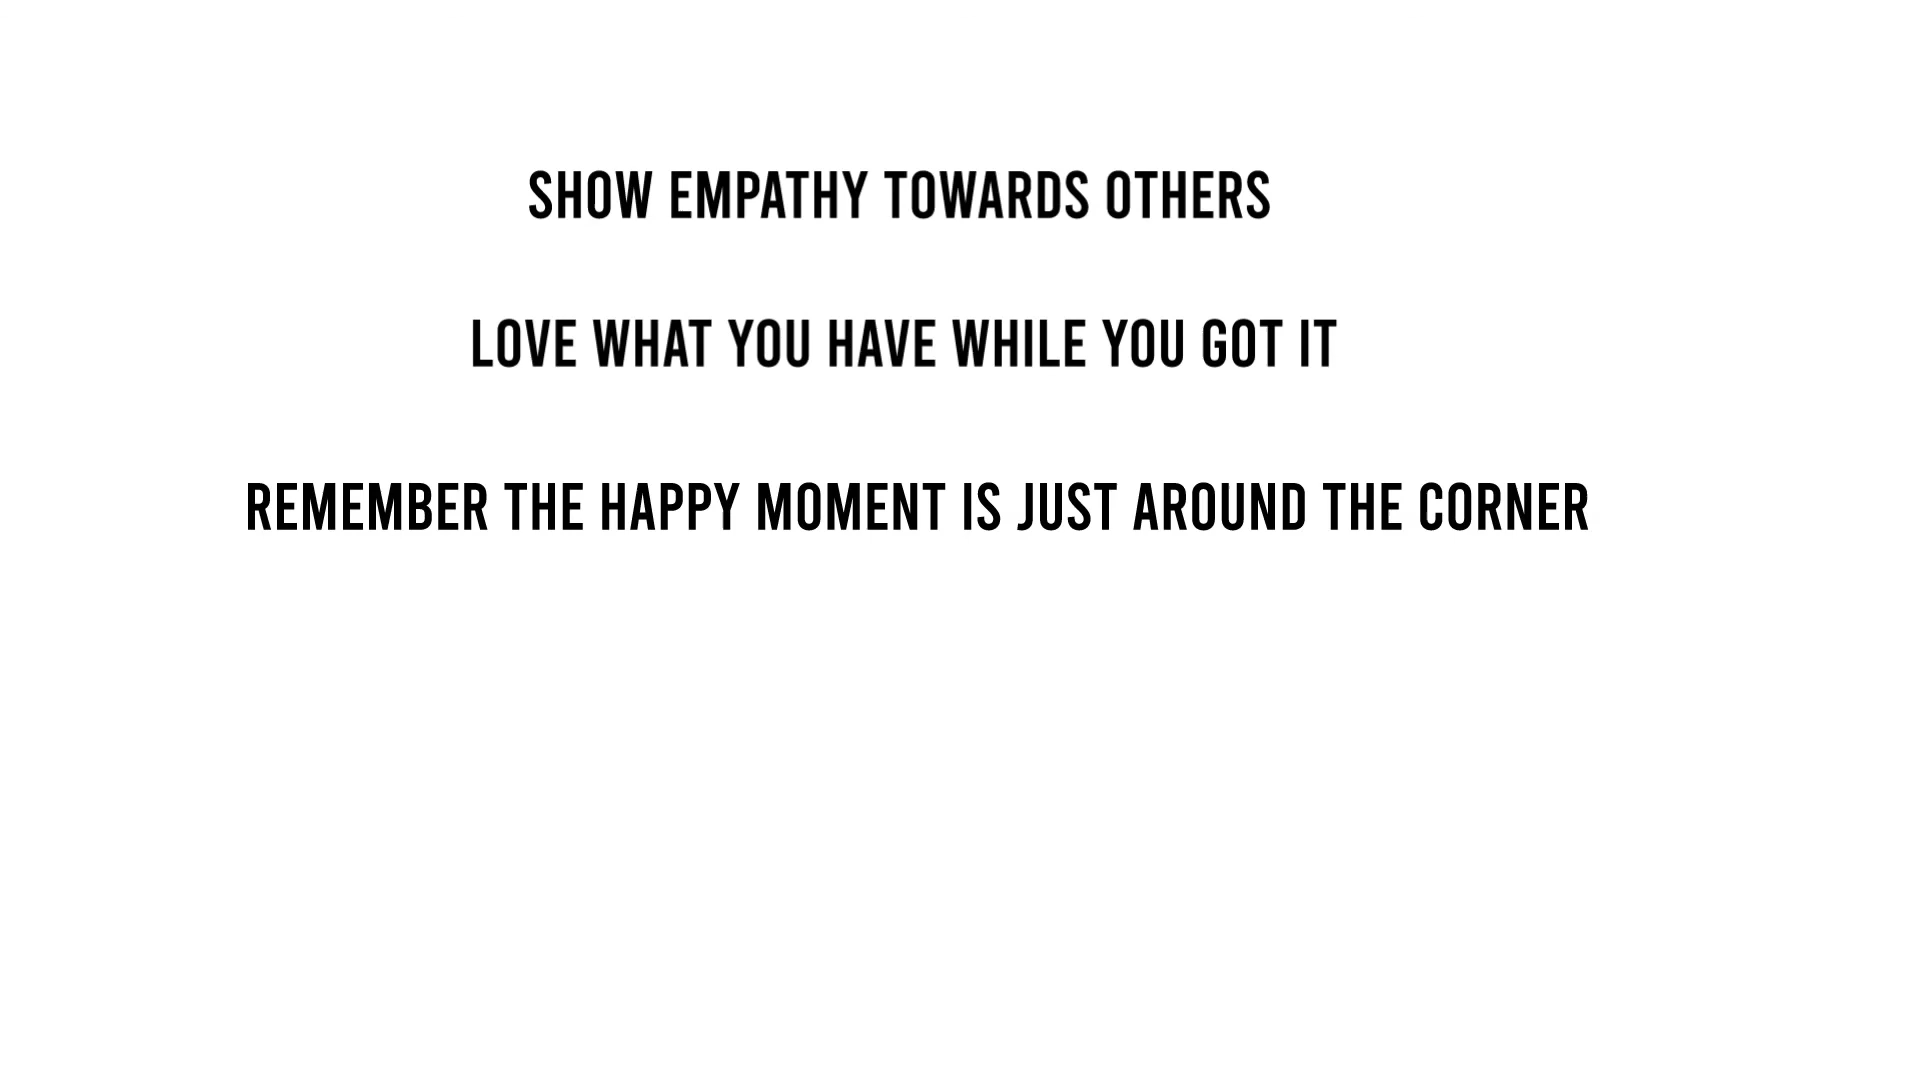 SHOW EMPATHY TOWARDS OTHERS
LOVE WHAT YOU HAVE WHILE YOU GOT IT
REMEMBER THE HAPPY MOMENT IS JUST AROUND THE CORNER